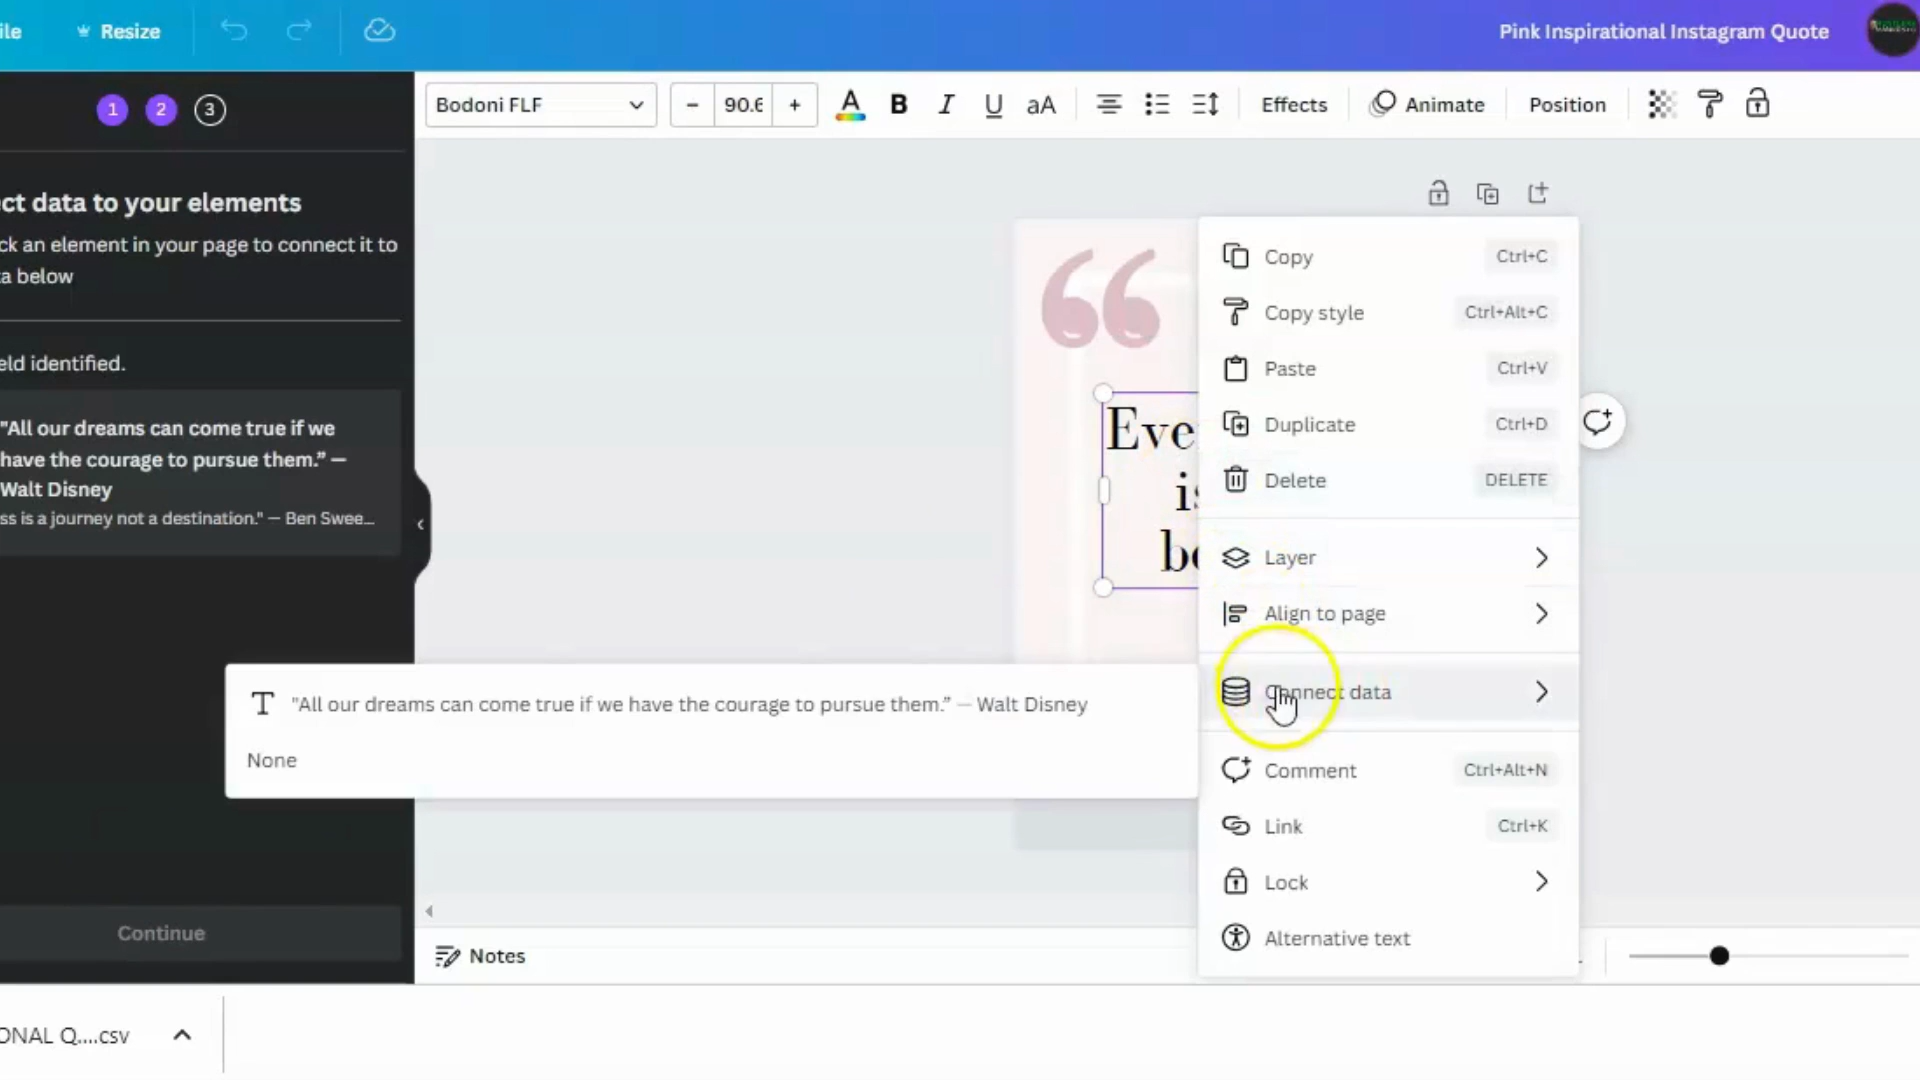 ile
Resize
Pink Inspirational Instagram Quote
1 2 3
Bodoni FLF
− 90.6 +
A B I U aA
Effects
Animate
Position
ct data to your elements
ck an element in your page to connect it to
ta below
eld identified.
"All our dreams can come true if we
have the courage to pursue them.” —
Walt Disney
ss is a journey not a destination." — Ben Swee...
Continue
“
Eve
is
be
Copy Ctrl+C
Copy style Ctrl+Alt+C
Paste Ctrl+V
Duplicate Ctrl+D
Delete DELETE
Layer
Align to page
Connect data
T "All our dreams can come true if we have the courage to pursue them.” — Walt Disney
None
Comment Ctrl+Alt+N
Link Ctrl+K
Lock
Alternative text
Notes
ONAL Q....csv